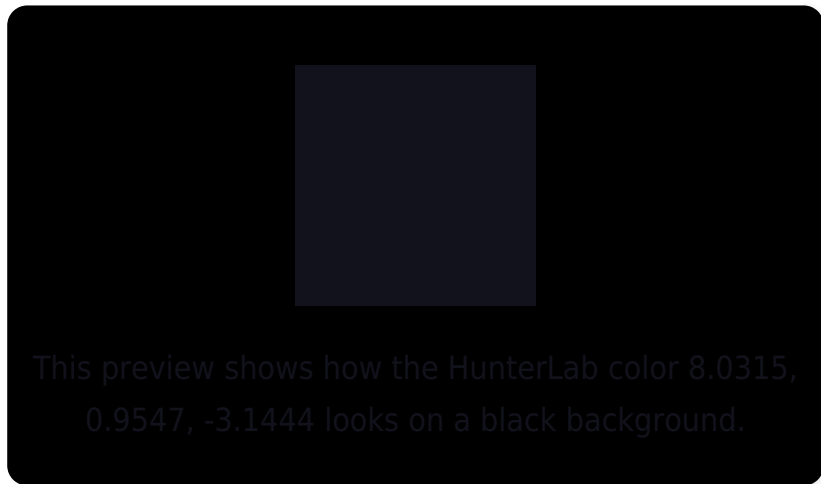 This preview shows how the HunterLab color 8.0315,
0.9547, -3.1444 looks on a black background.